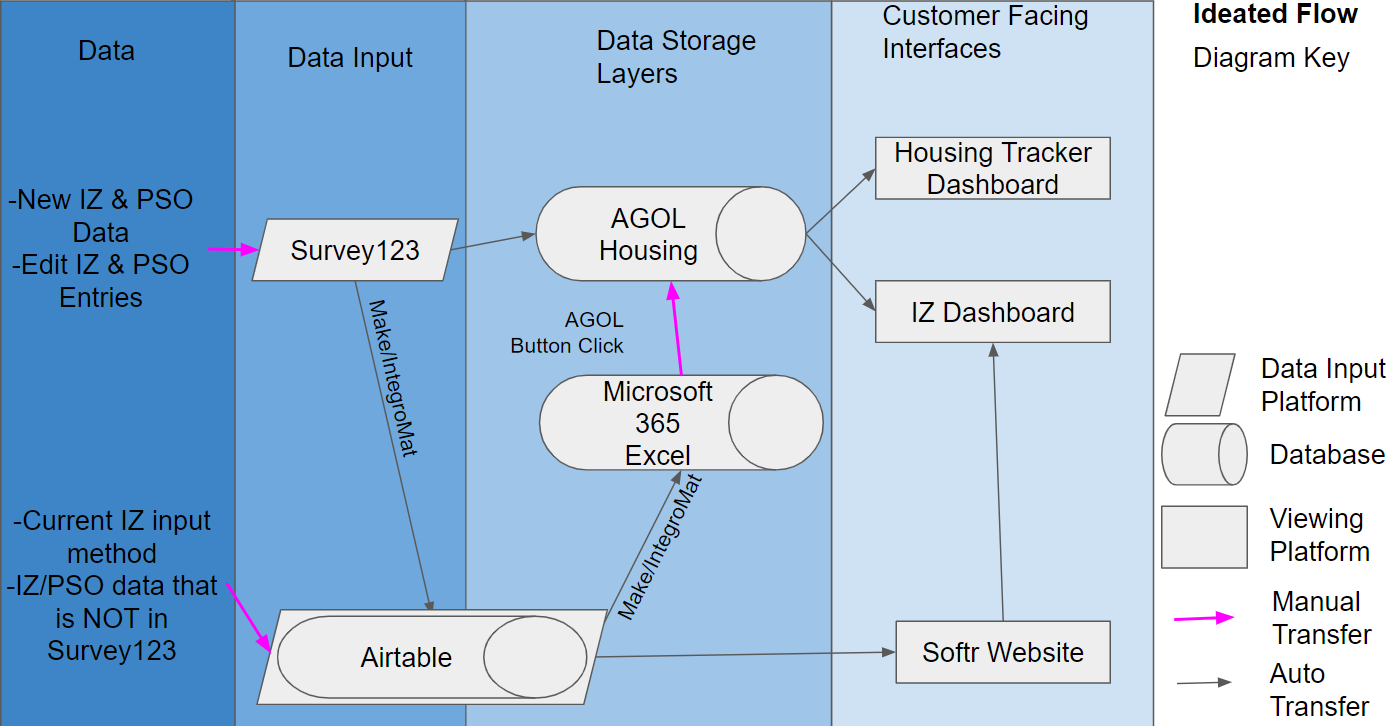 Data
Data Input
Data Storage
Layers
Customer Facing
Interfaces
Ideated Flow
Diagram Key
-New IZ & PSO
Data
-Edit IZ & PSO
Entries
Survey123
AGOL
Housing
Housing Tracker
Dashboard
IZ Dashboard
Make/IntegroMat
AGOL
Button Click
Microsoft
365
Excel
Make/IntegroMat
-Current IZ input
method
-IZ/PSO data that
is NOT in
Survey123
Airtable
Softr Website
Data Input
Platform
Database
Viewing
Platform
Manual
Transfer
Auto
Transfer